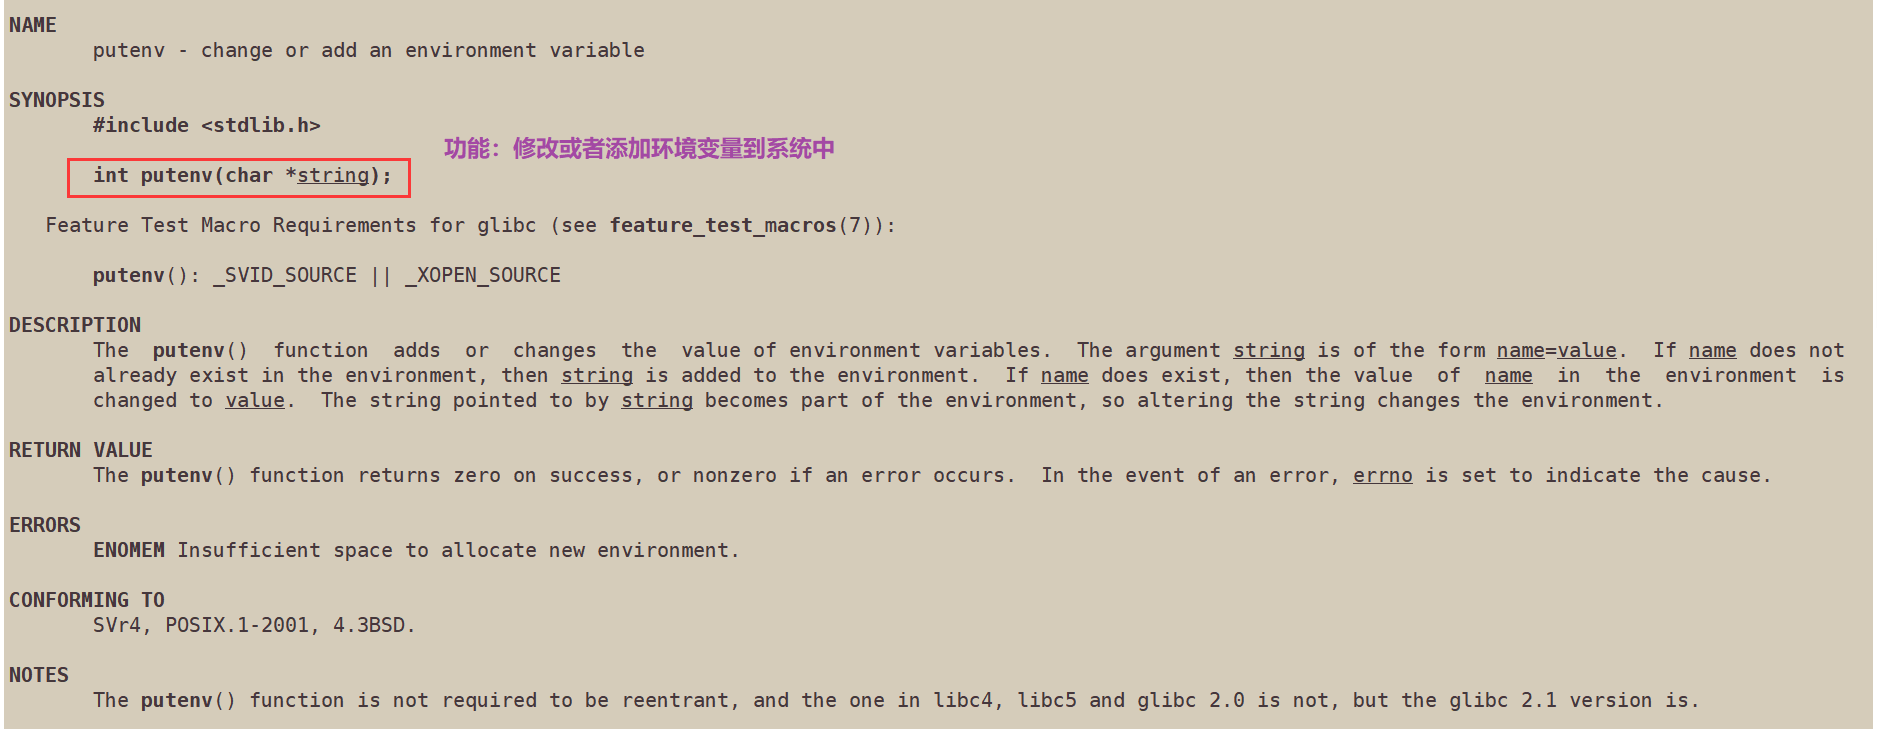 NAME
putenv - change or add an environment variable
SYNOPSIS
#include <stdlib.h>
功能：修改或者添加环境变量到系统中
int putenv(char *string);
Feature Test Macro Requirements for glibc (see feature_test_macros(7)):
putenv(): _SVID_SOURCE || _XOPEN_SOURCE
DESCRIPTION
The putenv() function adds or changes the value of environment variables. The argument string is of the form name=value. If name does not
already exist in the environment, then string is added to the environment. If name does exist, then the value of name in the environment is
changed to value. The string pointed to by string becomes part of the environment, so altering the string changes the environment.
RETURN VALUE
The putenv() function returns zero on success, or nonzero if an error occurs. In the event of an error, errno is set to indicate the cause.
ERRORS
ENOMEM Insufficient space to allocate new environment.
CONFORMING TO
SVr4, POSIX.1-2001, 4.3BSD.
NOTES
The putenv() function is not required to be reentrant, and the one in libc4, libc5 and glibc 2.0 is not, but the glibc 2.1 version is.